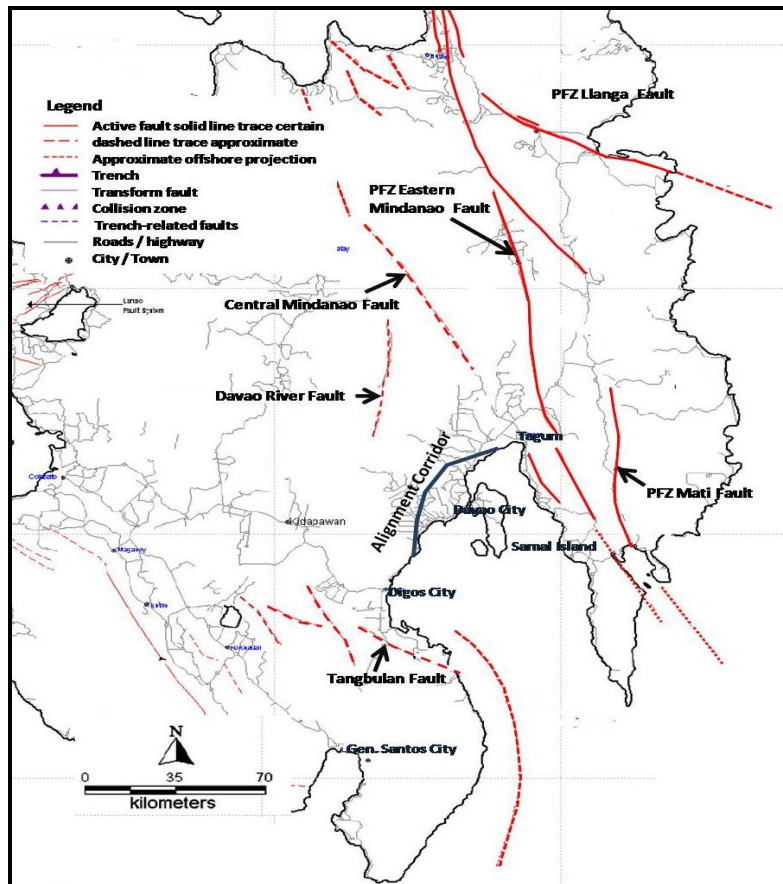 PFZ Llanga Fault
Legend
Active fault solid line trace certain
dashed line trace approximate
Approximate offshore projection
Trench
Transform fault
Collision zone
Trench-related faults
Roads / highway
City / Town
PFZ Eastern
Mindanao Fault
Central Mindanao Fault
Lanao
Fault System
Davao River Fault
Tagum
Alignment Corridor
PFZ Mati Fault
Cotabato
Kidapawan
Davao City
Samal Island
Digos City
Tangbulan Fault
N
Gen. Santos City
0 35 70
kilometers